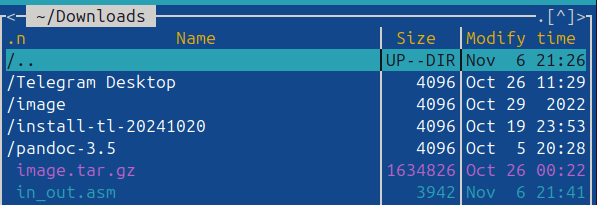 <─ ~/Downloads .[^]>
.n Name Size Modify time
/.. UP--DIR Nov 6 21:26
/Telegram Desktop 4096 Oct 26 11:29
/image 4096 Oct 29 2022
/install-tl-20241020 4096 Oct 19 23:53
/pandoc-3.5 4096 Oct 5 20:28
image.tar.gz 1634826 Oct 26 00:22
in_out.asm 3942 Nov 6 21:41